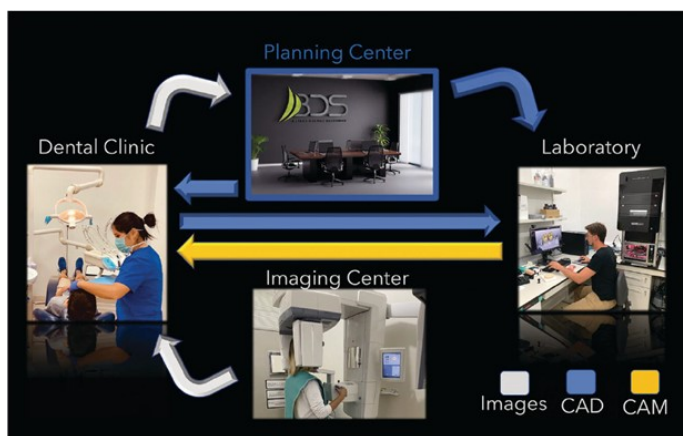 Planning Center
BDS
Dental Clinic
Laboratory
Imaging Center
Images
CAD
CAM